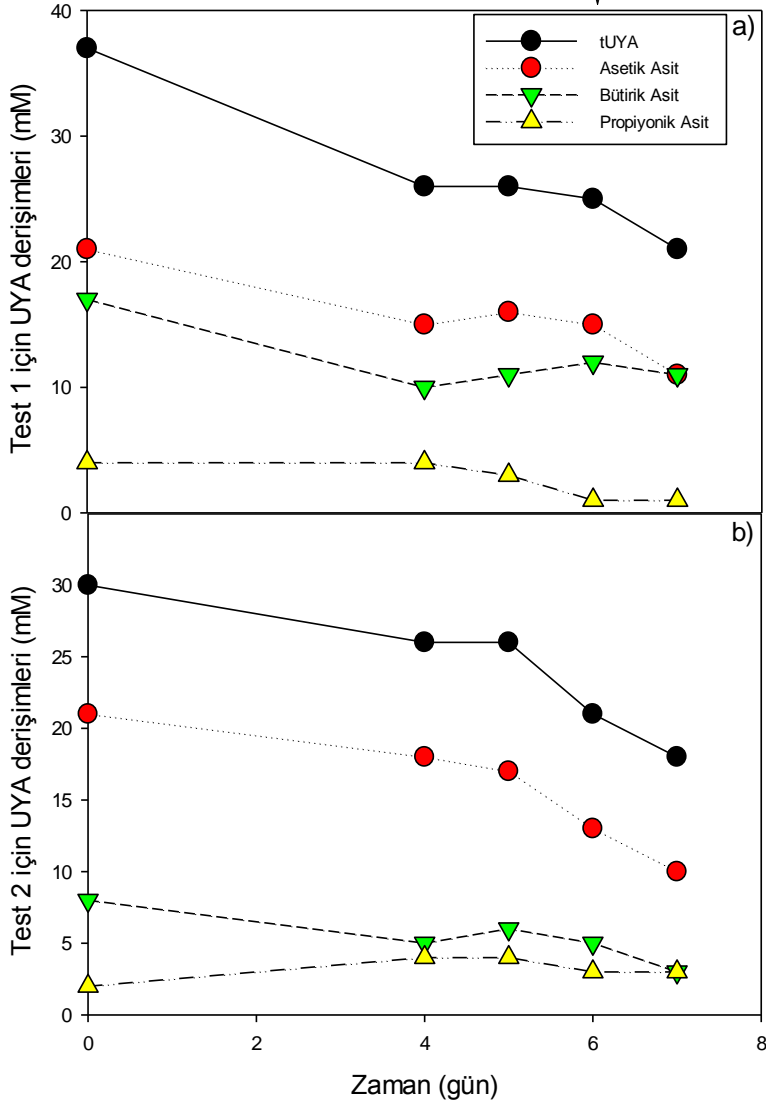 a)
tUYA
Asetik Asit
Bütirik Asit
Propiyonik Asit
Test 1 için UYA derişimleri (mM)
40
30
20
10
0
b)
Test 2 için UYA derişimleri (mM)
30
25
20
15
10
5
0
0 2 4 6 8
Zaman (gün)